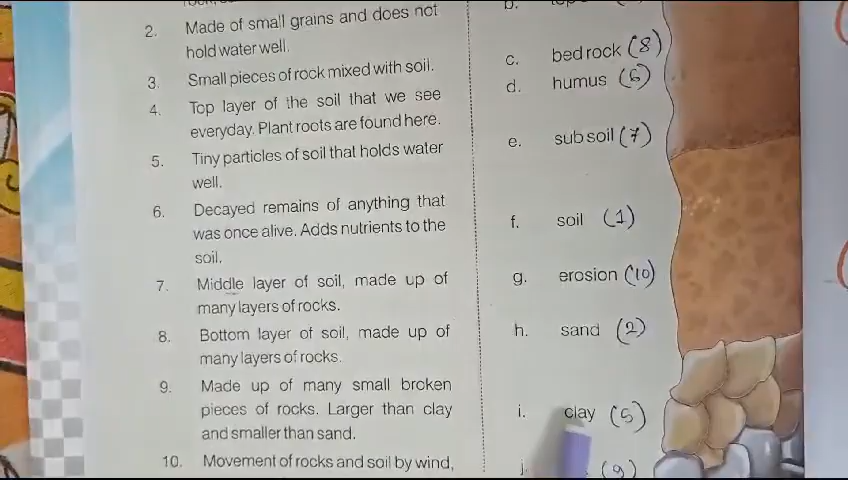 2. Made of small grains and does not
hold water well.
3. Small pieces of rock mixed with soil.
4. Top layer of the soil that we see
everyday. Plant roots are found here.
5. Tiny particles of soil that holds water
well.
6. Decayed remains of anything that
was once alive. Adds nutrients to the
soil.
7. Middle layer of soil, made up of
many layers of rocks.
8. Bottom layer of soil, made up of
many layers of rocks.
9. Made up of many small broken
pieces of rocks. Larger than clay
and smaller than sand.
10. Movement of rocks and soil by wind,
b.
c. bed rock (8)
d. humus (6)
e. sub soil (7)
f. soil (1)
g. erosion (10)
h. sand (2)
i. clay (5)
j. (9)